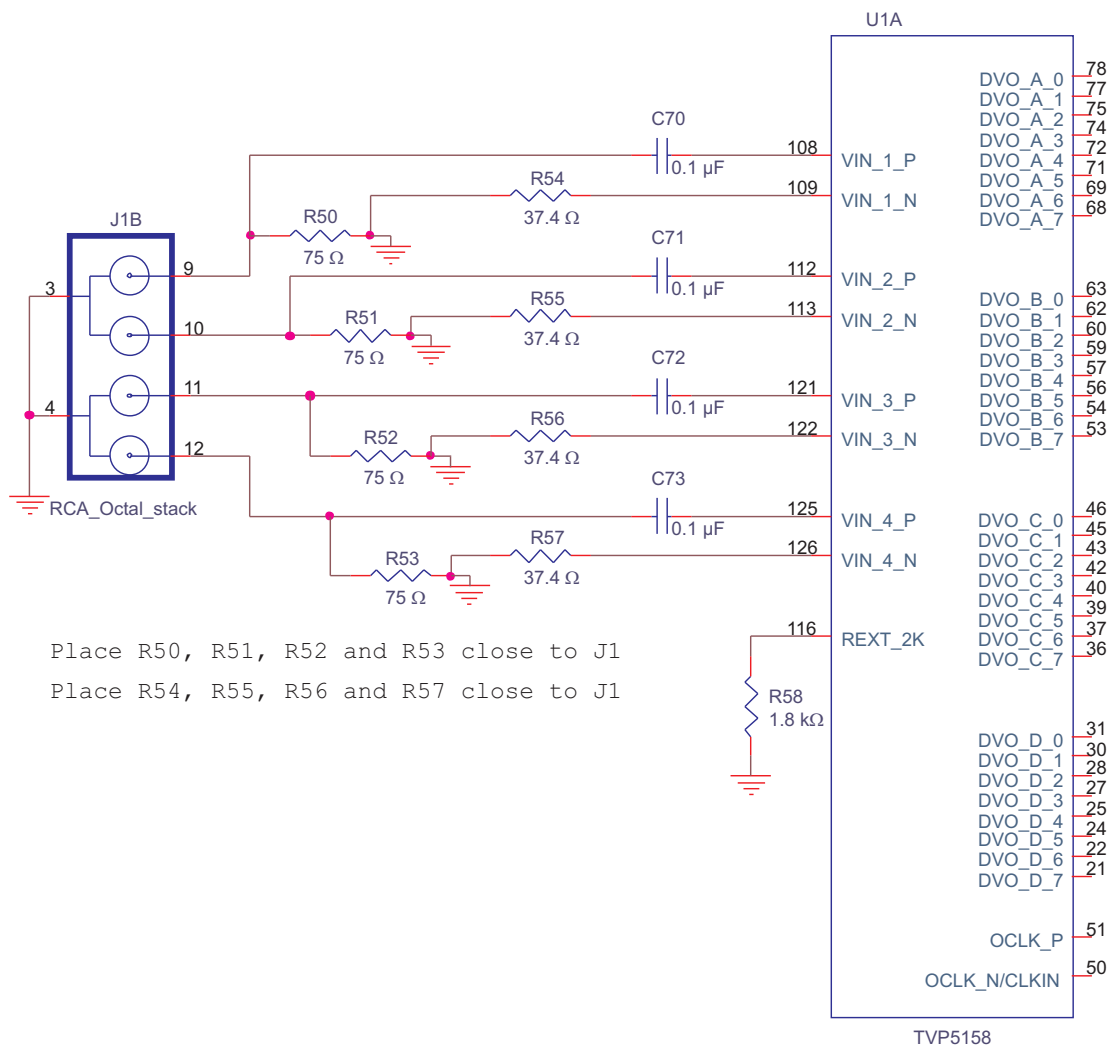 U1A
78
DVO_A_0
77
DVO_A_1
75
DVO_A_2
74
DVO_A_3
72
DVO_A_4
71
DVO_A_5
69
DVO_A_6
68
DVO_A_7
C70
0.1 µF
108
VIN_1_P
R54
37.4 Ω
109
VIN_1_N
J1B
R50
75 Ω
9
3
10
11
4
12
RCA_Octal_stack
C71
0.1 µF
112
VIN_2_P
R55
37.4 Ω
113
VIN_2_N
R51
75 Ω
63
DVO_B_0
62
DVO_B_1
60
DVO_B_2
59
DVO_B_3
57
DVO_B_4
56
DVO_B_5
54
DVO_B_6
53
DVO_B_7
C72
0.1 µF
121
VIN_3_P
R56
37.4 Ω
122
VIN_3_N
R52
75 Ω
C73
0.1 µF
125
VIN_4_P
R57
37.4 Ω
126
VIN_4_N
R53
75 Ω
46
DVO_C_0
45
DVO_C_1
43
DVO_C_2
42
DVO_C_3
40
DVO_C_4
39
DVO_C_5
37
DVO_C_6
36
DVO_C_7
116
REXT_2K
Place R50, R51, R52 and R53 close to J1
Place R54, R55, R56 and R57 close to J1
R58
1.8 kΩ
31
DVO_D_0
30
DVO_D_1
28
DVO_D_2
27
DVO_D_3
25
DVO_D_4
24
DVO_D_5
22
DVO_D_6
21
DVO_D_7
51
OCLK_P
50
OCLK_N/CLKIN
TVP5158